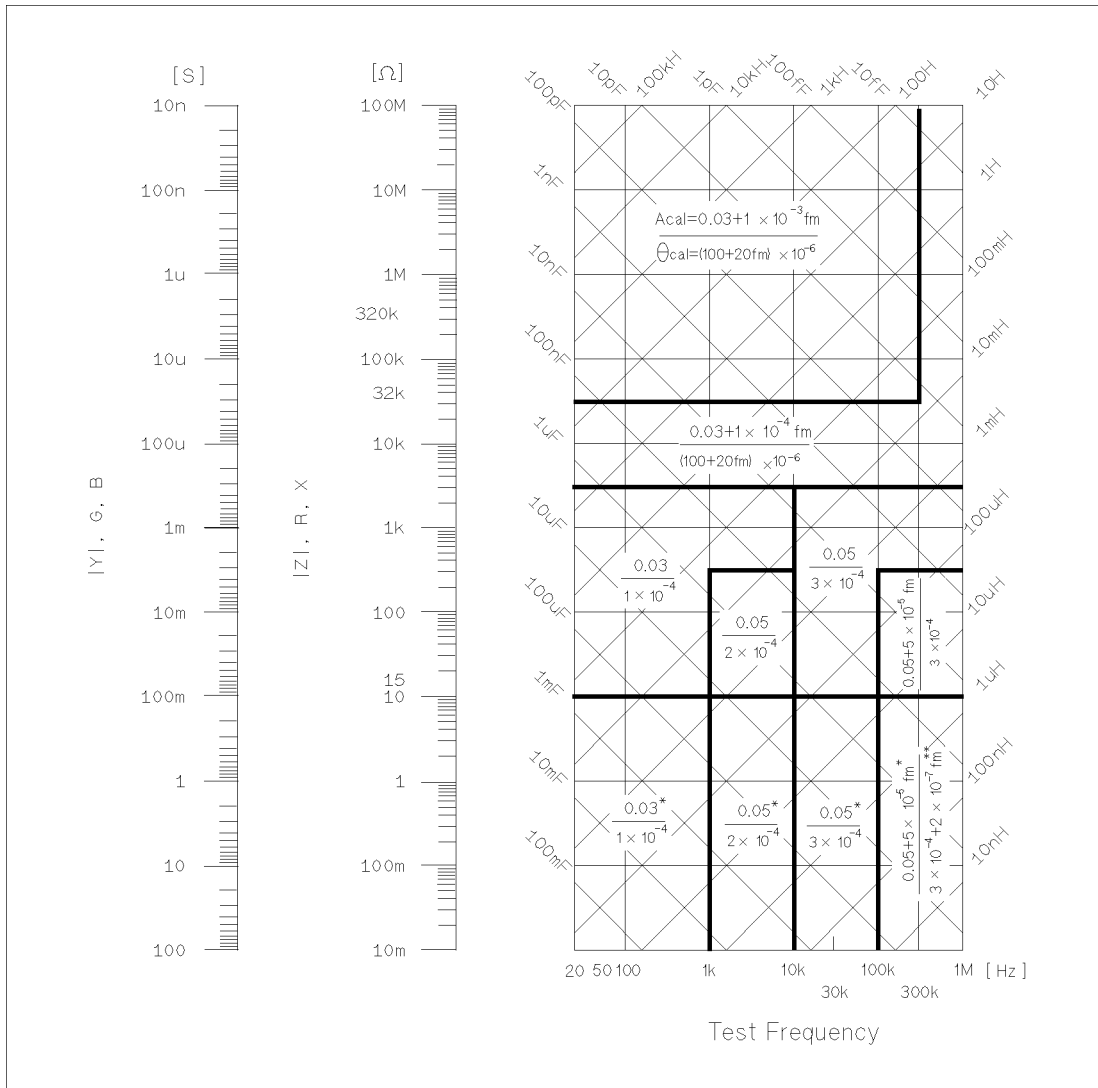 [S]
[Ω]
10n
100n
1u
10u
100u
1m
10m
100m
1
10
100
|Y|, G, B
100M
10M
1M
320k
100k
32k
10k
1k
100
15
10
1
100m
10m
|Z|, R, X
100pF
10pF
100kH
1pF
10kH
100fF
1kH
10fF
100H
10H
1nF
10nF
100nF
1uF
10uF
100uF
1mF
10mF
100mF
1H
100mH
10mH
1mH
100uH
10uH
1uH
100nH
10nH
Acal=0.03+1 × 10⁻³ fm
θcal=(100+20fm) × 10⁻⁶
0.03+1 × 10⁻⁴ fm
(100+20fm) × 10⁻⁶
0.03
1 × 10⁻⁴
0.05
2 × 10⁻⁴
0.05
3 × 10⁻⁴
0.05+5 × 10⁻⁵ fm
3 × 10⁻⁴
0.03*
1 × 10⁻⁴
0.05*
2 × 10⁻⁴
0.05*
3 × 10⁻⁴
3 × 10⁻⁴+2 × 10⁻⁷ fm**
20 50 100 1k 10k 100k 1M [Hz]
30k 300k
Test Frequency